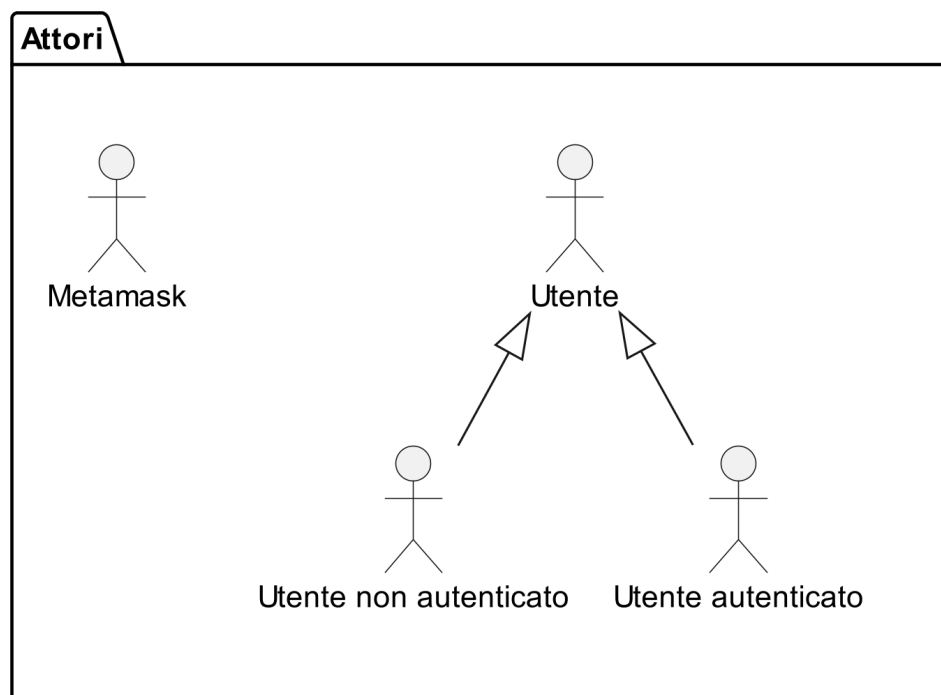 Attori
Metamask
Utente
Utente non autenticato
Utente autenticato